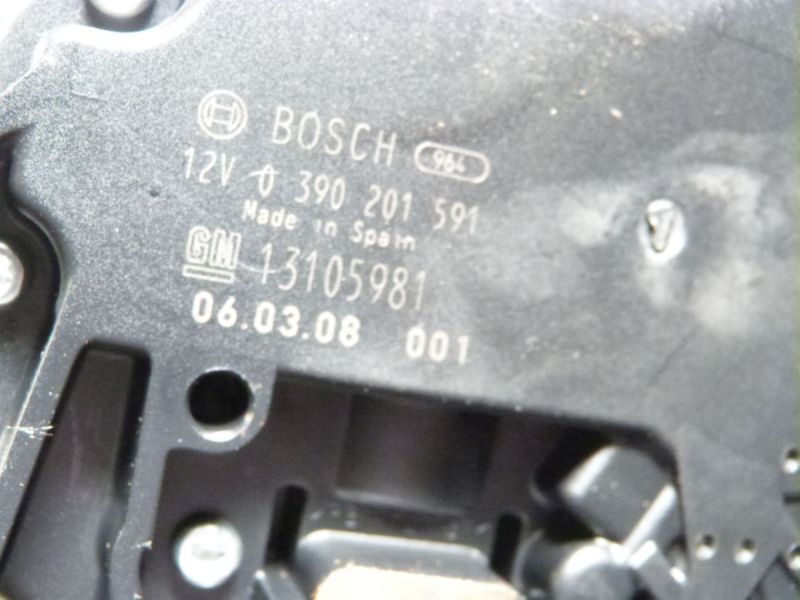 BOSCH 964
12V 0 390 201 591
Made in Spain
GM 13105981
06.03.08 001